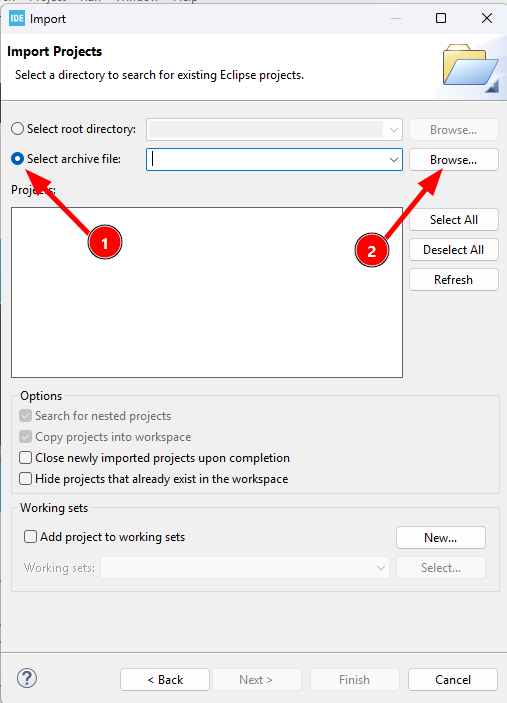 IDE Import
Import Projects
Select a directory to search for existing Eclipse projects.
Select root directory: Browse...
Select archive file: Browse...
Projects:
1
2
Select All
Deselect All
Refresh
Options
Search for nested projects
Copy projects into workspace
Close newly imported projects upon completion
Hide projects that already exist in the workspace
Working sets
Add project to working sets New...
Working sets: Select...
? < Back Next > Finish Cancel